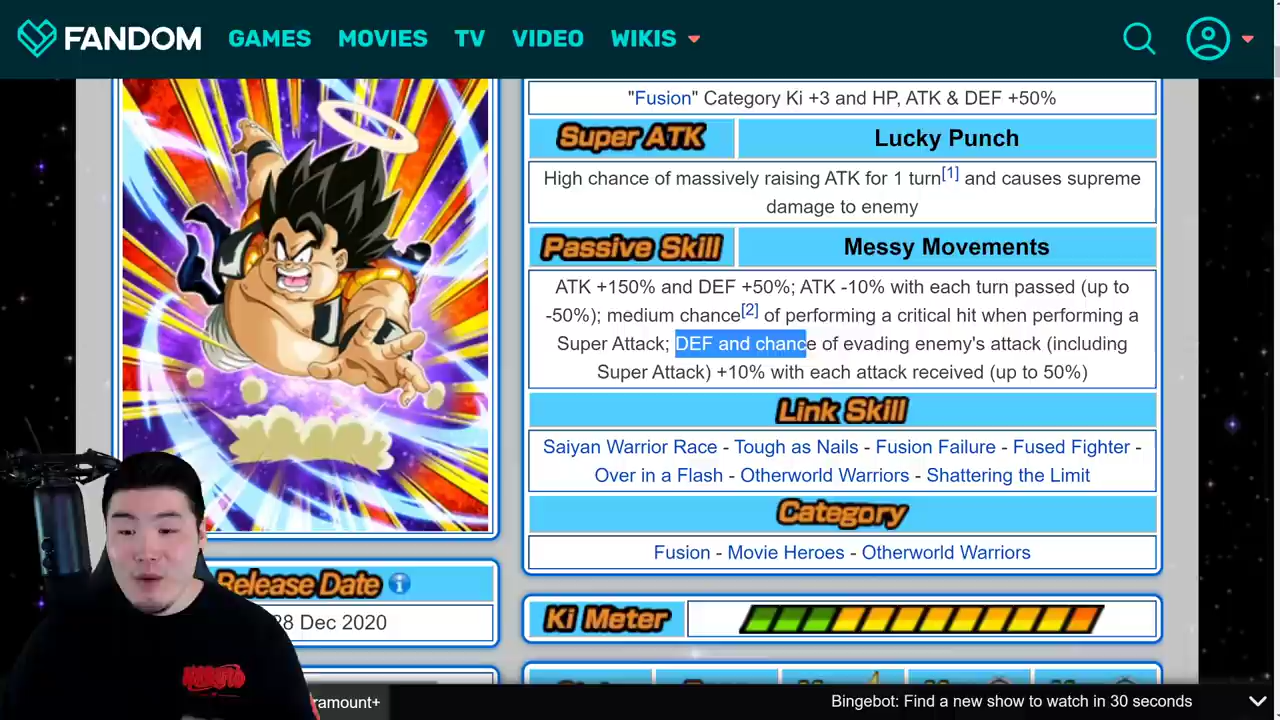 FANDOM GAMES MOVIES TV VIDEO WIKIS
"Fusion" Category Ki +3 and HP, ATK & DEF +50%
Super ATK Lucky Punch
High chance of massively raising ATK for 1 turn[1] and causes supreme
damage to enemy
Passive Skill Messy Movements
ATK +150% and DEF +50%; ATK -10% with each turn passed (up to
-50%); medium chance[2] of performing a critical hit when performing a
Super Attack; DEF and chance of evading enemy's attack (including
Super Attack) +10% with each attack received (up to 50%)
Link Skill
Saiyan Warrior Race - Tough as Nails - Fusion Failure - Fused Fighter -
Over in a Flash - Otherworld Warriors - Shattering the Limit
Category
Fusion - Movie Heroes - Otherworld Warriors
Release Date
28 Dec 2020
Ki Meter
NARUTO
ramount+
Bingebot: Find a new show to watch in 30 seconds